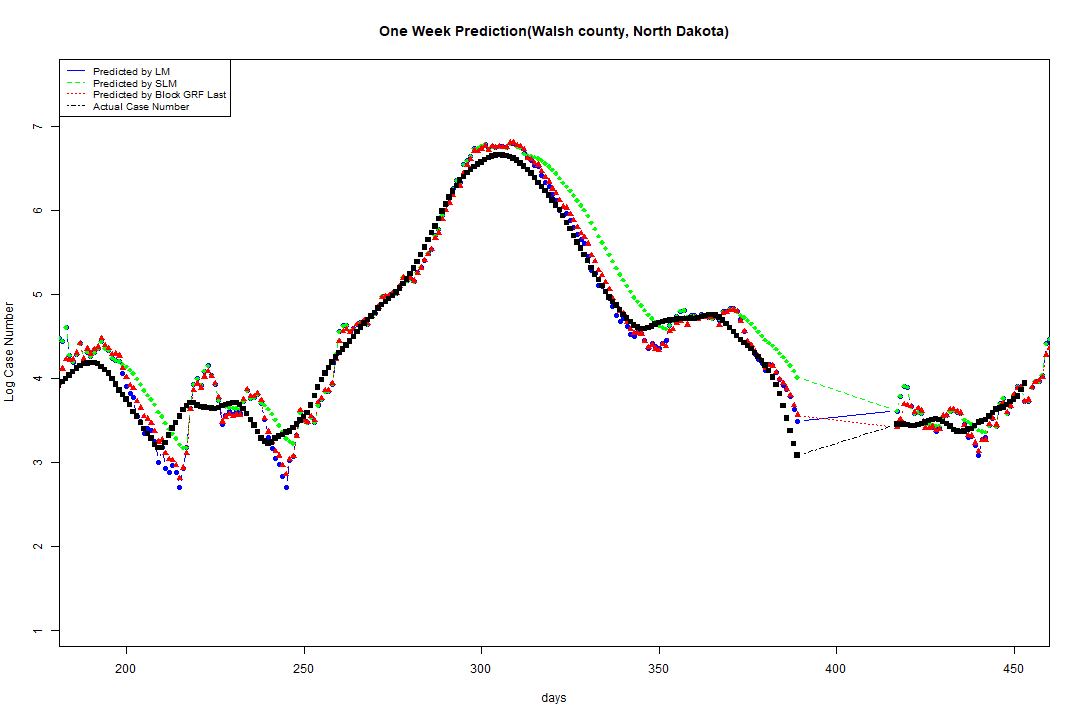 One Week Prediction(Walsh county, North Dakota)
Predicted by LM
Predicted by SLM
Predicted by Block GRF Last
Actual Case Number
7
6
5
4
3
2
1
Log Case Number
200 250 300 350 400 450
days